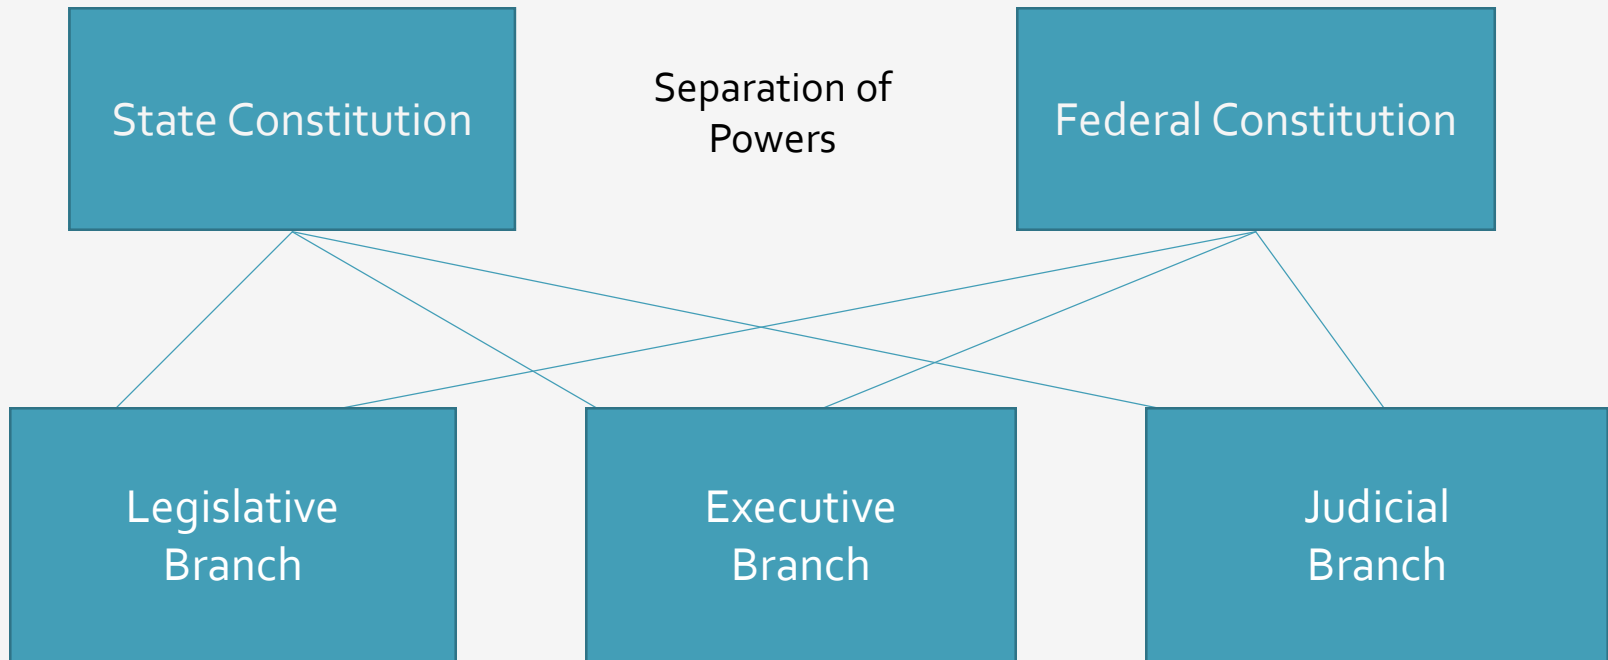 State Constitution
Separation of
Powers
Federal Constitution
Legislative
Branch
Executive
Branch
Judicial
Branch